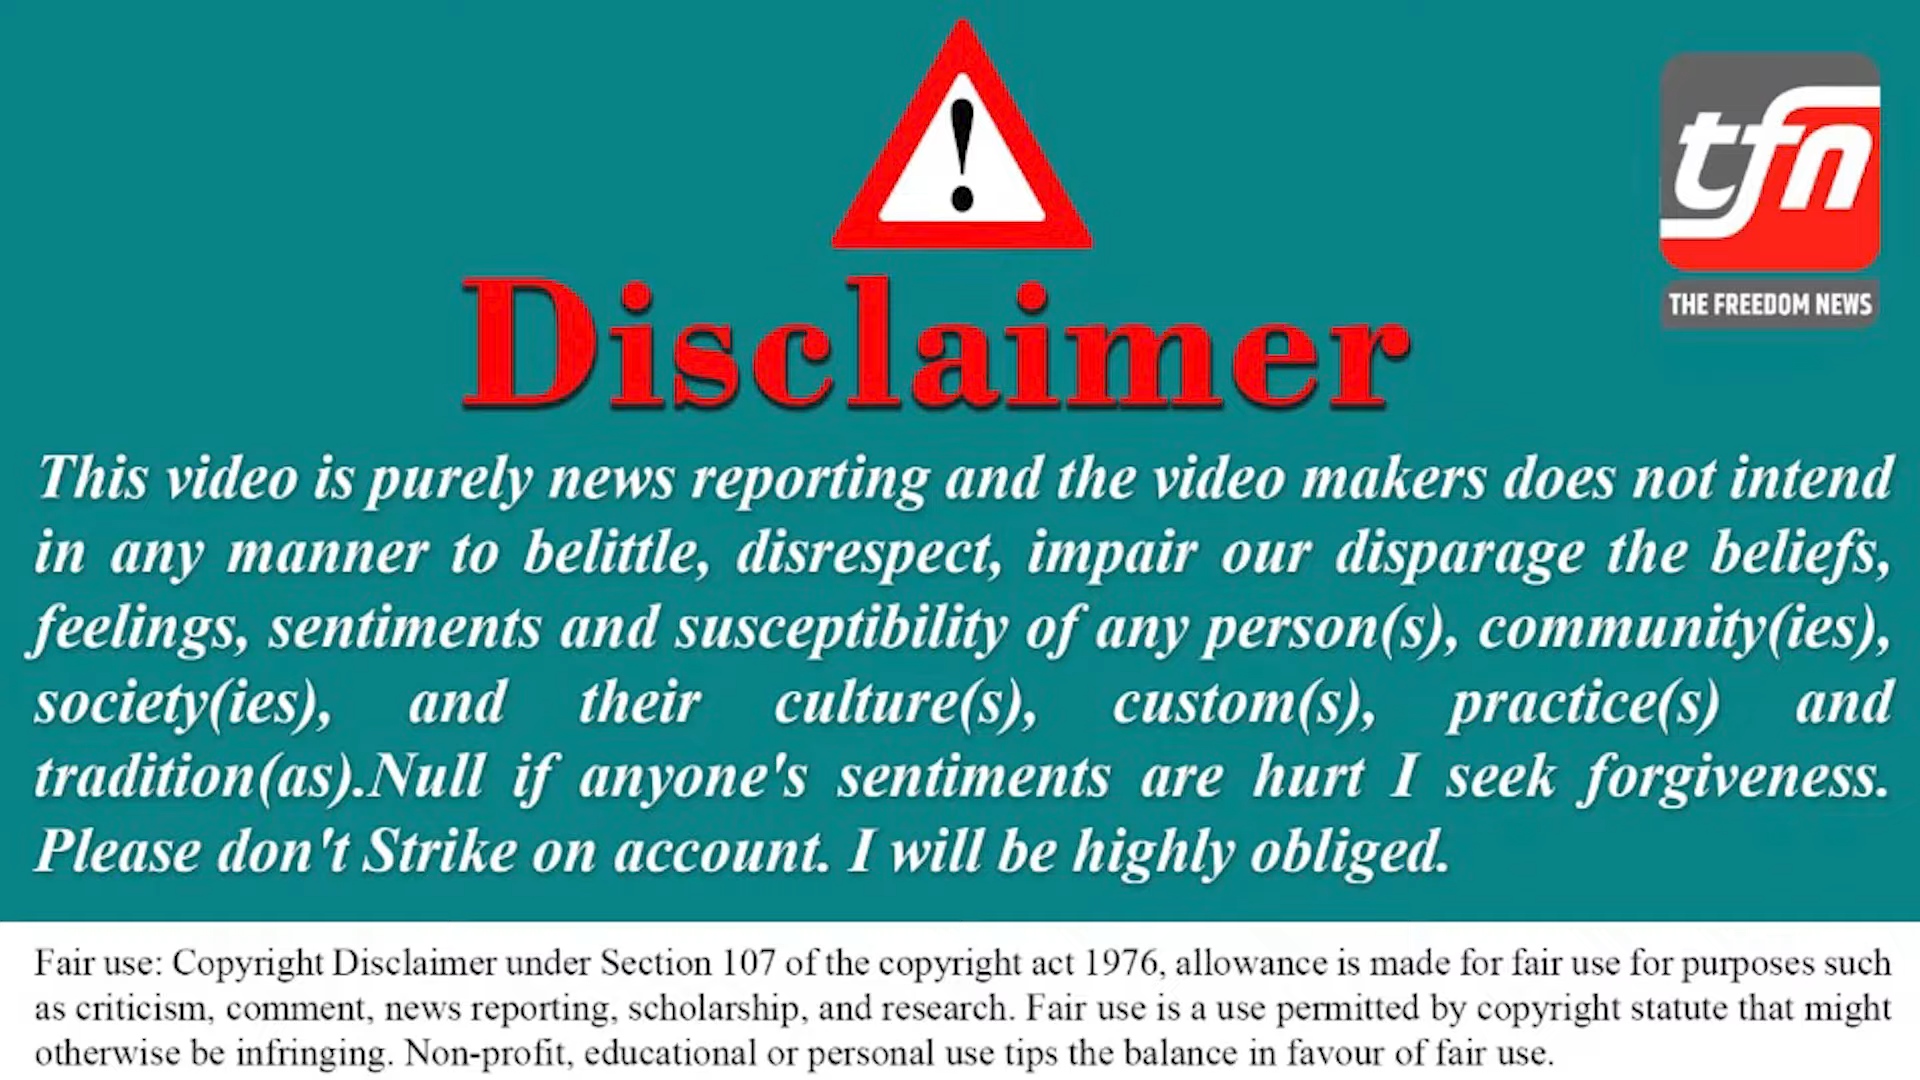 !
tfn
THE FREEDOM NEWS
Disclaimer
This video is purely news reporting and the video makers does not intend
in any manner to belittle, disrespect, impair our disparage the beliefs,
feelings, sentiments and susceptibility of any person(s), community(ies),
society(ies), and their culture(s), custom(s), practice(s) and
tradition(as).Null if anyone's sentiments are hurt I seek forgiveness.
Please don't Strike on account. I will be highly obliged.
Fair use: Copyright Disclaimer under Section 107 of the copyright act 1976, allowance is made for fair use for purposes such
as criticism, comment, news reporting, scholarship, and research. Fair use is a use permitted by copyright statute that might
otherwise be infringing. Non-profit, educational or personal use tips the balance in favour of fair use.